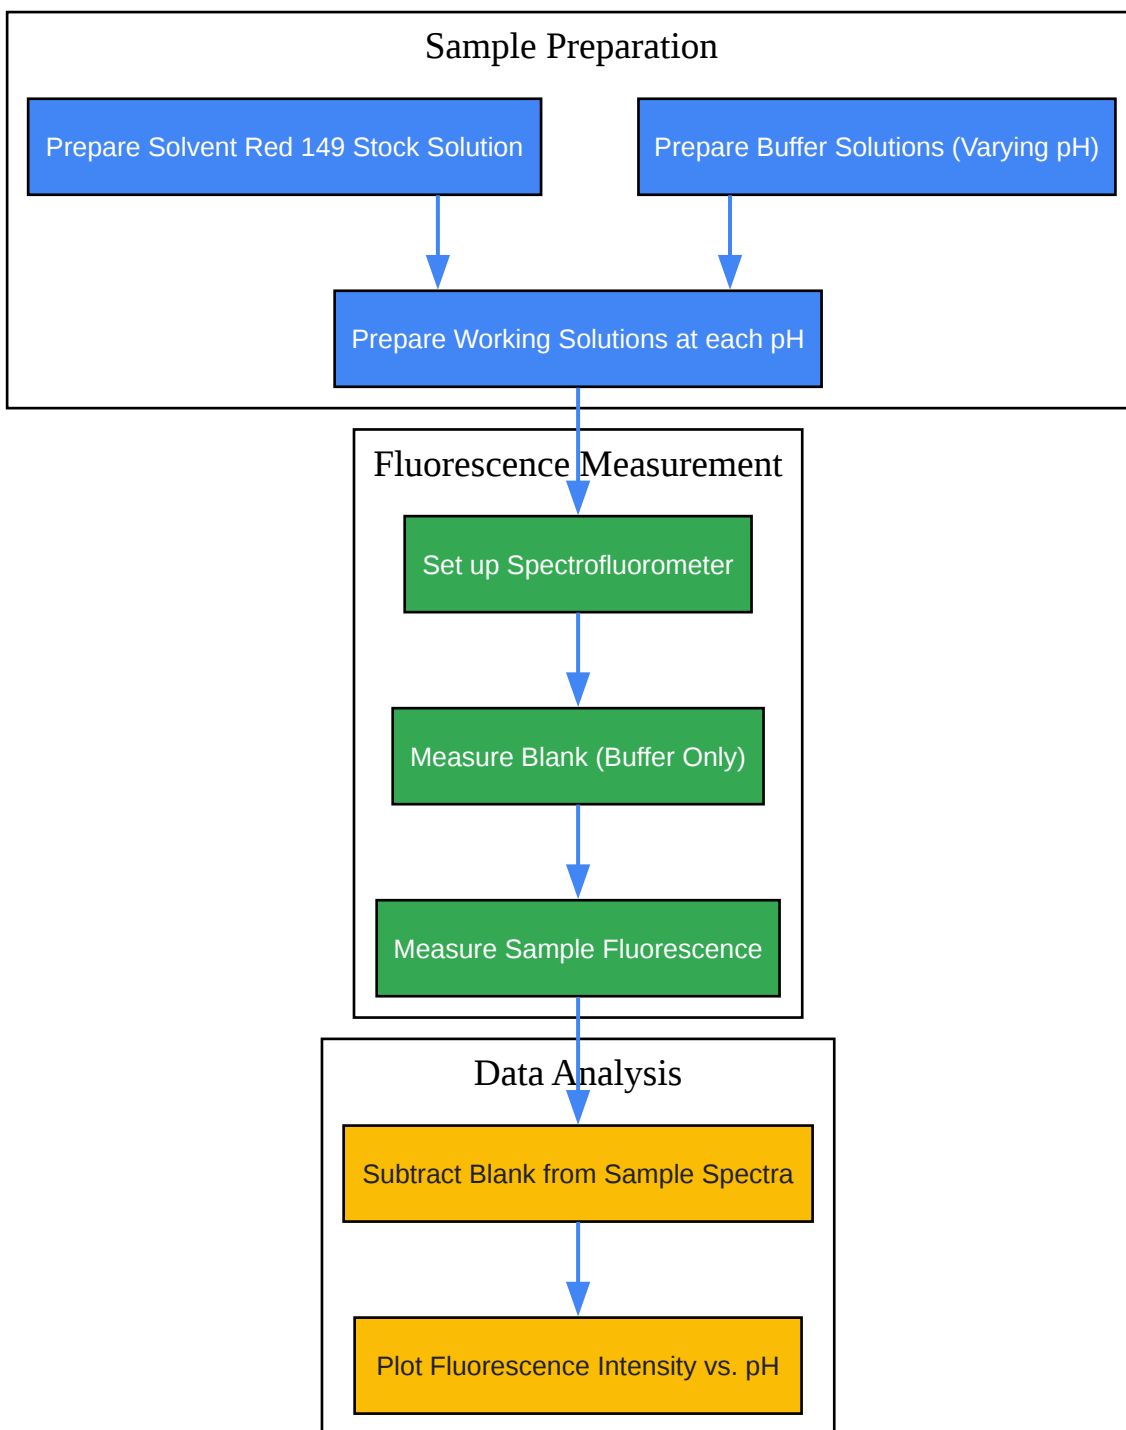 Sample Preparation
Prepare Solvent Red 149 Stock Solution
Prepare Buffer Solutions (Varying pH)
Prepare Working Solutions at each pH
Fluorescence Measurement
Set up Spectrofluorometer
Measure Blank (Buffer Only)
Measure Sample Fluorescence
Data Analysis
Subtract Blank from Sample Spectra
Plot Fluorescence Intensity vs. pH